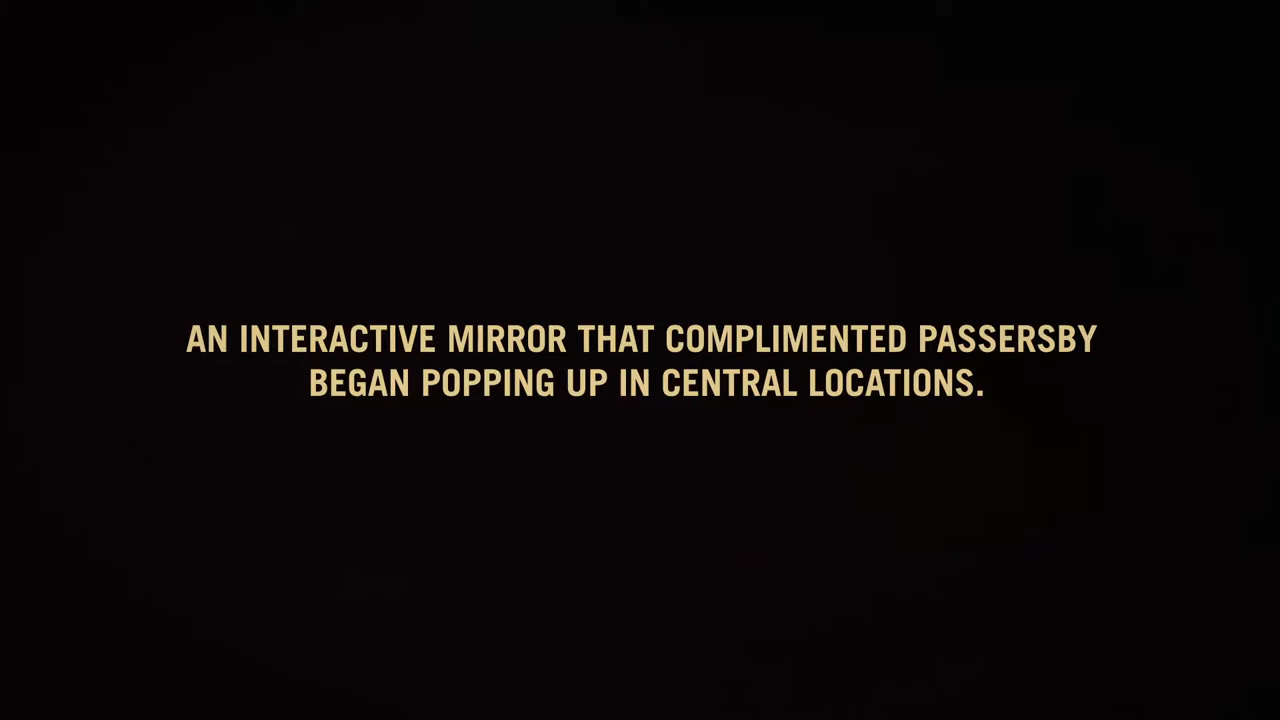 AN INTERACTIVE MIRROR THAT COMPLIMENTED PASSERSBY
BEGAN POPPING UP IN CENTRAL LOCATIONS.